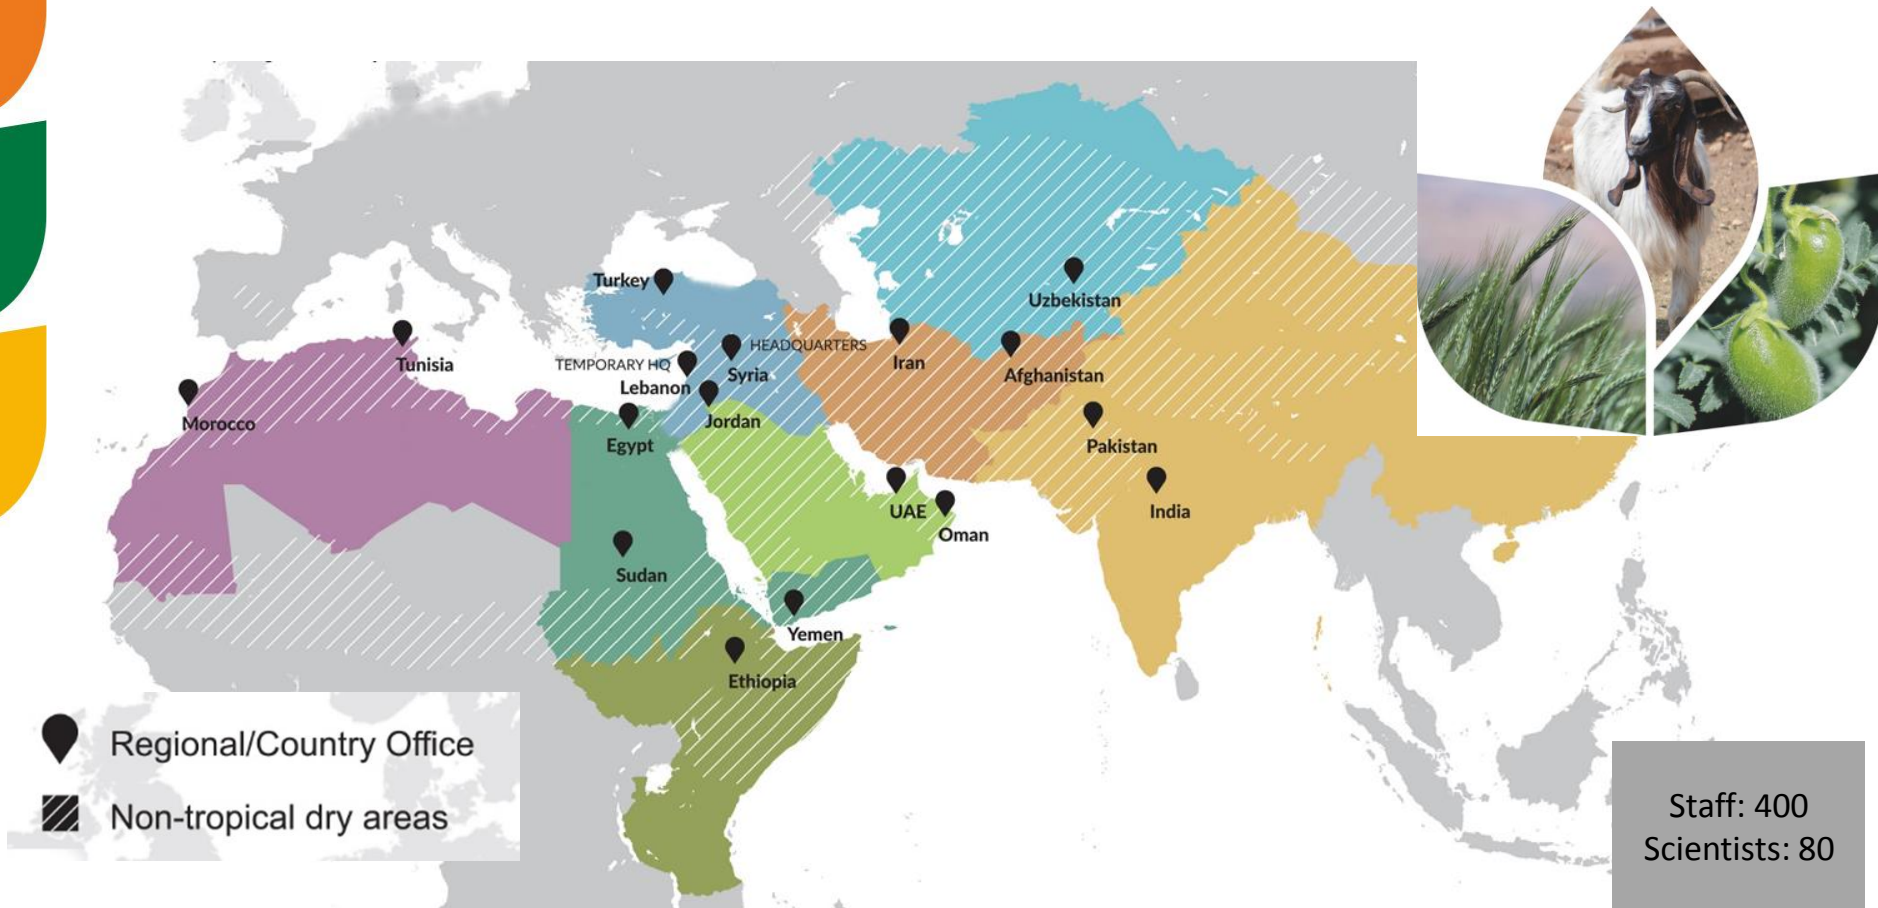 Turkey
HEADQUARTERS
TEMPORARY HQ
Syria
Lebanon
Jordan
Uzbekistan
Iran
Afghanistan
Tunisia
Morocco
Egypt
Pakistan
UAE
Oman
India
Sudan
Yemen
Ethiopia
Regional/Country Office
Non-tropical dry areas
Staff: 400
Scientists: 80